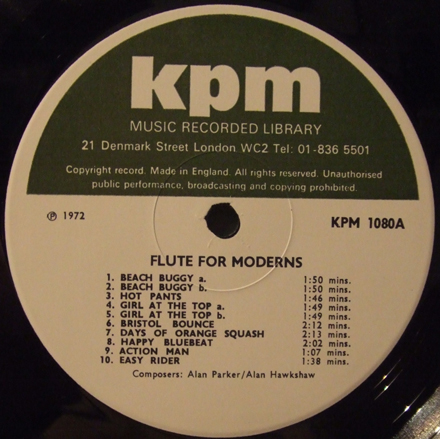 kpm
MUSIC RECORDED LIBRARY
21 Denmark Street London WC2 Tel: 01-836 5501
Copyright record. Made in England. All rights reserved. Unauthorised
public performance, broadcasting and copying prohibited.
℗ 1972 KPM 1080A
FLUTE FOR MODERNS
1. BEACH BUGGY a. 1:50 mins.
2. BEACH BUGGY b. 1:50 mins.
3. HOT PANTS 1:46 mins.
4. GIRL AT THE TOP a. 1:49 mins.
5. GIRL AT THE TOP b. 1:49 mins.
6. BRISTOL BOUNCE 2:12 mins.
7. DAYS OF ORANGE SQUASH 2:13 mins.
8. HAPPY BLUEBEAT 2:02 mins.
9. ACTION MAN 1:07 mins.
10. EASY RIDER 1:38 mins.
Composers: Alan Parker/Alan Hawkshaw